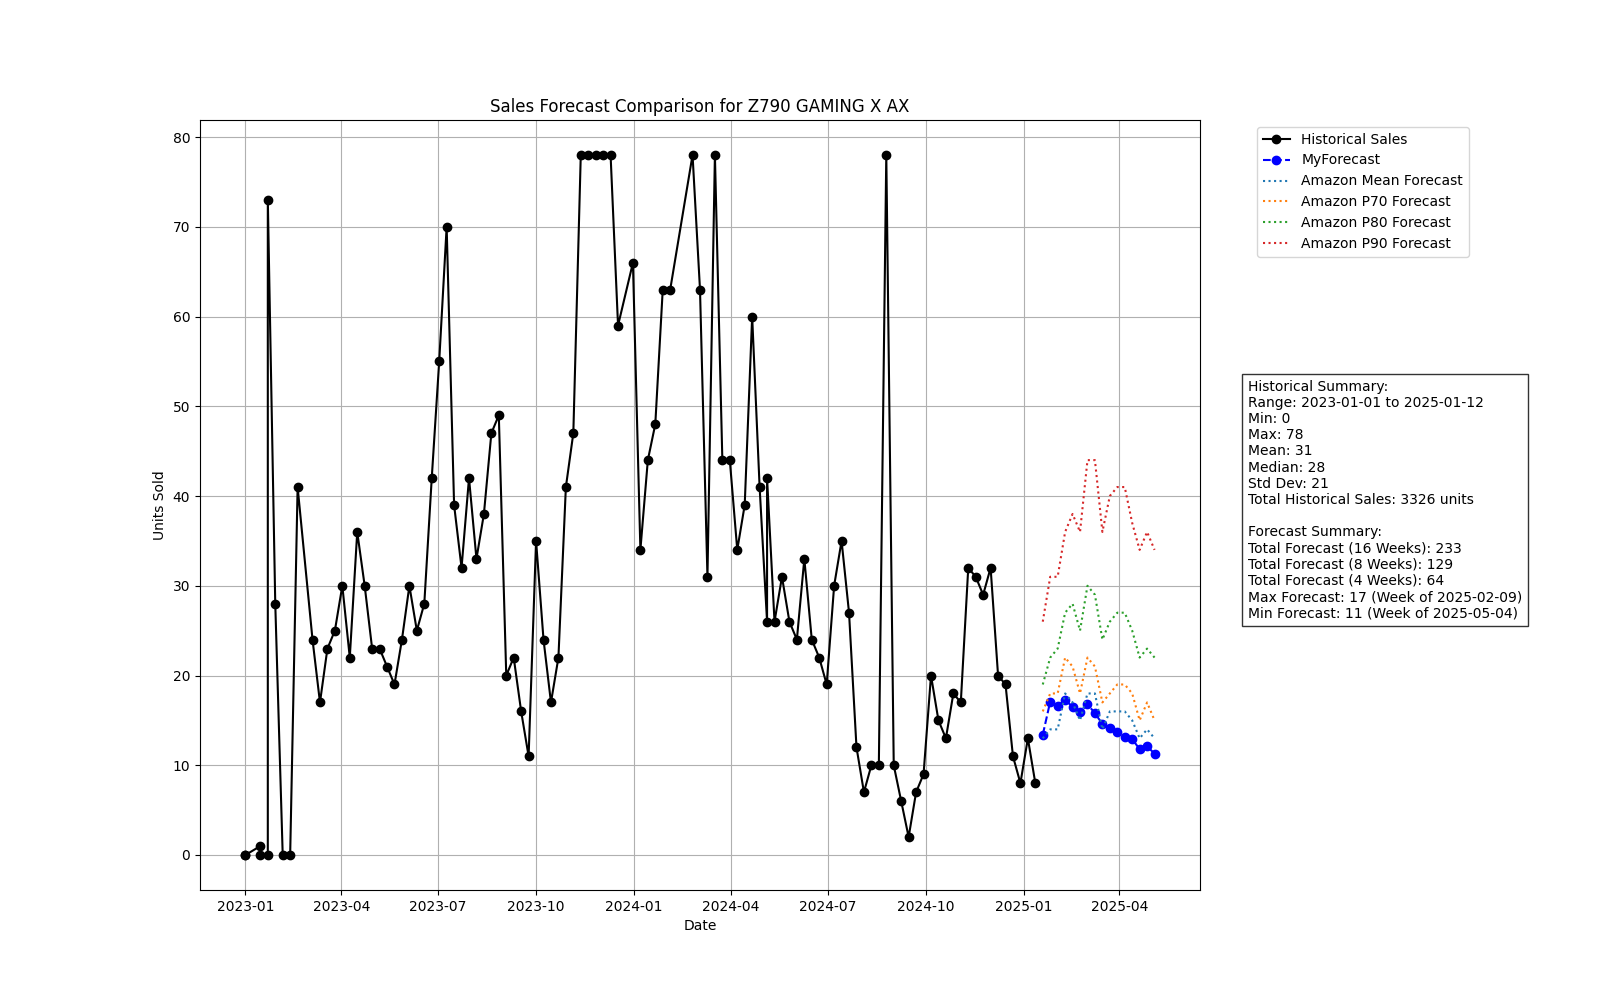 Sales Forecast Comparison for Z790 GAMING X AX
Historical Sales
MyForecast
Amazon Mean Forecast
Amazon P70 Forecast
Amazon P80 Forecast
Amazon P90 Forecast
80
70
60
50
40
30
20
10
0
Units Sold
Historical Summary:
Range: 2023-01-01 to 2025-01-12
Min: 0
Max: 78
Mean: 31
Median: 28
Std Dev: 21
Total Historical Sales: 3326 units
Forecast Summary:
Total Forecast (16 Weeks): 233
Total Forecast (8 Weeks): 129
Total Forecast (4 Weeks): 64
Max Forecast: 17 (Week of 2025-02-09)
Min Forecast: 11 (Week of 2025-05-04)
2023-01 2023-04 2023-07 2023-10 2024-01 2024-04 2024-07 2024-10 2025-01 2025-04
Date